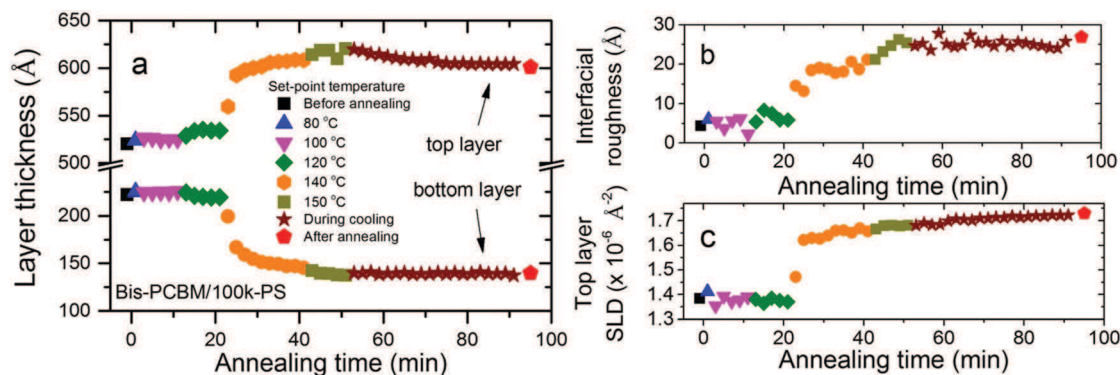 a
Layer thickness (Å)
650
600
550
500
200
150
100
Set-point temperature
Before annealing
80 °C
100 °C
120 °C
140 °C
150 °C
During cooling
After annealing
top layer
bottom layer
Bis-PCBM/100k-PS
0 20 40 60 80 100
Annealing time (min)
b
Interfacial
roughness (Å)
30
20
10
0
0 20 40 60 80 100
Annealing time (min)
c
Top layer
SLD (x 10⁻⁶ Å⁻²)
1.7
1.6
1.5
1.4
1.3
0 20 40 60 80 100
Annealing time (min)